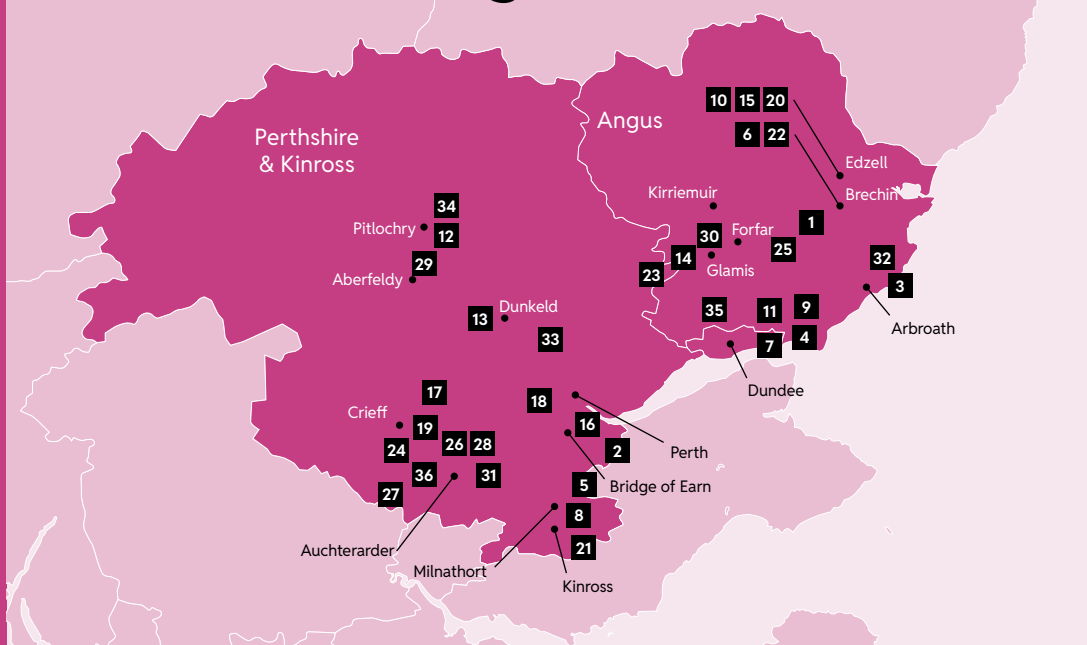 10 15 20
Angus
Perthshire
& Kinross
6 22
Edzell
Kirriemuir
Brechin
34
Pitlochry
12
1
30
Forfar
25
14
Glamis
32
29
Aberfeldy
23
3
13
Dunkeld
35
11
9
Arbroath
33
7
4
Dundee
17
18
Crieff
19
16
24
26 28
2
Perth
36
31
27
5
Bridge of Earn
8
Auchterarder
21
Milnathort
Kinross